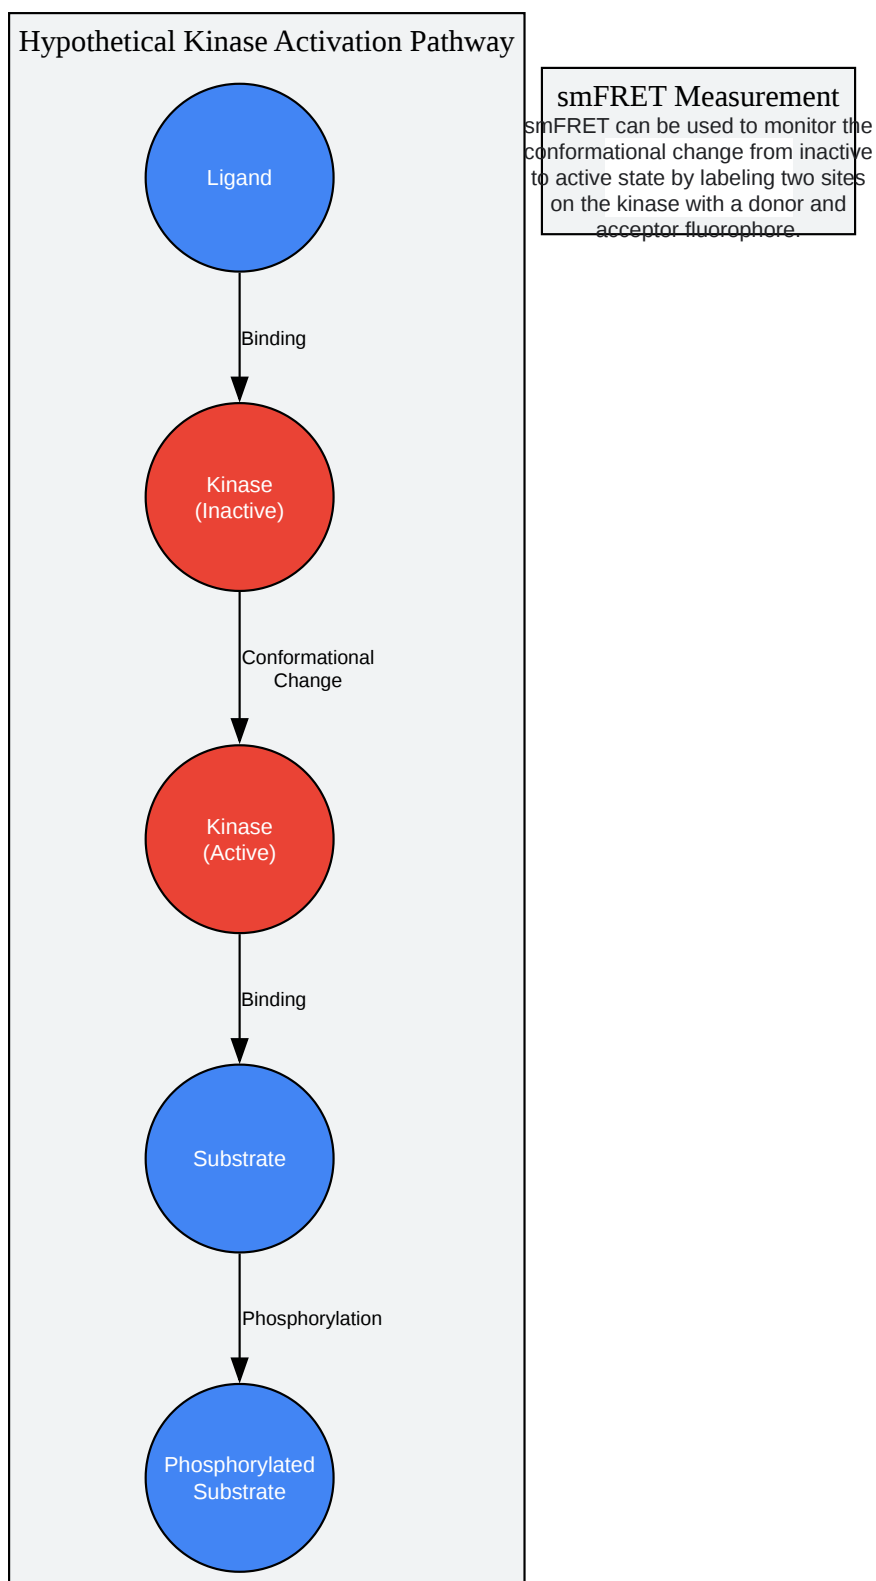 Hypothetical Kinase Activation Pathway
Ligand
Binding
Kinase
(Inactive)
Conformational
Change
Kinase
(Active)
Binding
Substrate
Phosphorylation
Phosphorylated
Substrate
smFRET Measurement
smFRET can be used to monitor the
conformational change from inactive
to active state by labeling two sites
on the kinase with a donor and
acceptor fluorophore.